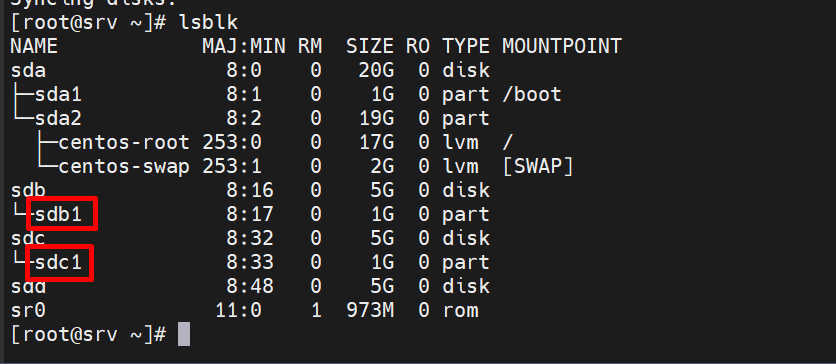 Syncing disks.
[root@srv ~]# lsblk
NAME            MAJ:MIN RM  SIZE RO TYPE MOUNTPOINT
sda               8:0    0   20G  0 disk
├─sda1            8:1    0    1G  0 part /boot
└─sda2            8:2    0   19G  0 part
  ├─centos-root 253:0    0   17G  0 lvm  /
  └─centos-swap 253:1    0    2G  0 lvm  [SWAP]
sdb               8:16   0    5G  0 disk
└─sdb1            8:17   0    1G  0 part
sdc               8:32   0    5G  0 disk
└─sdc1            8:33   0    1G  0 part
sdd               8:48   0    5G  0 disk
sr0              11:0    1  973M  0 rom
[root@srv ~]#